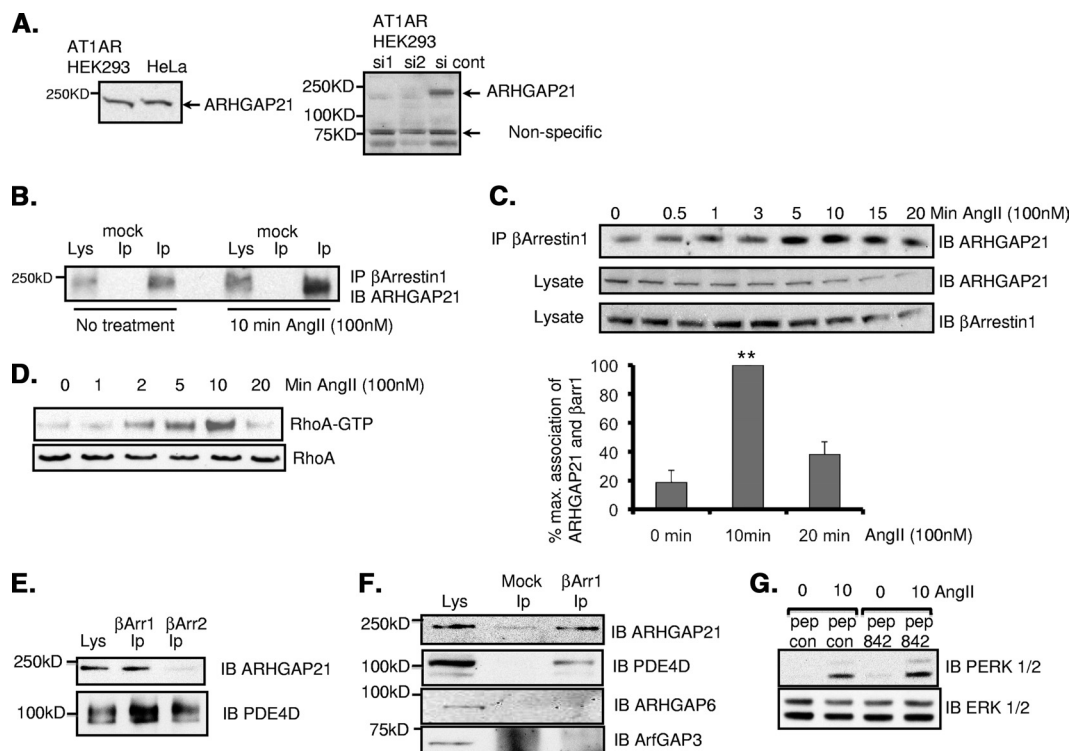 A.
AT1AR
HEK293 HeLa
250KD
ARHGAP21
AT1AR
HEK293
si1 si2 si cont
250KD
ARHGAP21
100KD
75KD
Non-specific
B.
mock mock
Lys Ip Ip Lys Ip Ip
250kD
IP βArrestin1
IB ARHGAP21
No treatment 10 min AngII (100nM)
C.
0 0.5 1 3 5 10 15 20 Min AngII (100nM)
IP βArrestin1 IB ARHGAP21
Lysate IB ARHGAP21
Lysate IB βArrestin1
% max. association of
ARHGAP21 and βarr1
100
80
60
40
20
0
**
0 min 10min 20 min AngII (100nM)
D.
0 1 2 5 10 20 Min AngII (100nM)
RhoA-GTP
RhoA
E.
βArr1 βArr2
Lys Ip Ip
250kD
IB ARHGAP21
100kD
IB PDE4D
F.
Mock βArr1
Lys Ip Ip
250kD
IB ARHGAP21
100kD
IB PDE4D
100kD
IB ARHGAP6
75kD
IB ArfGAP3
G.
0 10 0 10 AngII
pep pep pep pep
con con 842 842
IB PERK 1/2
IB ERK 1/2